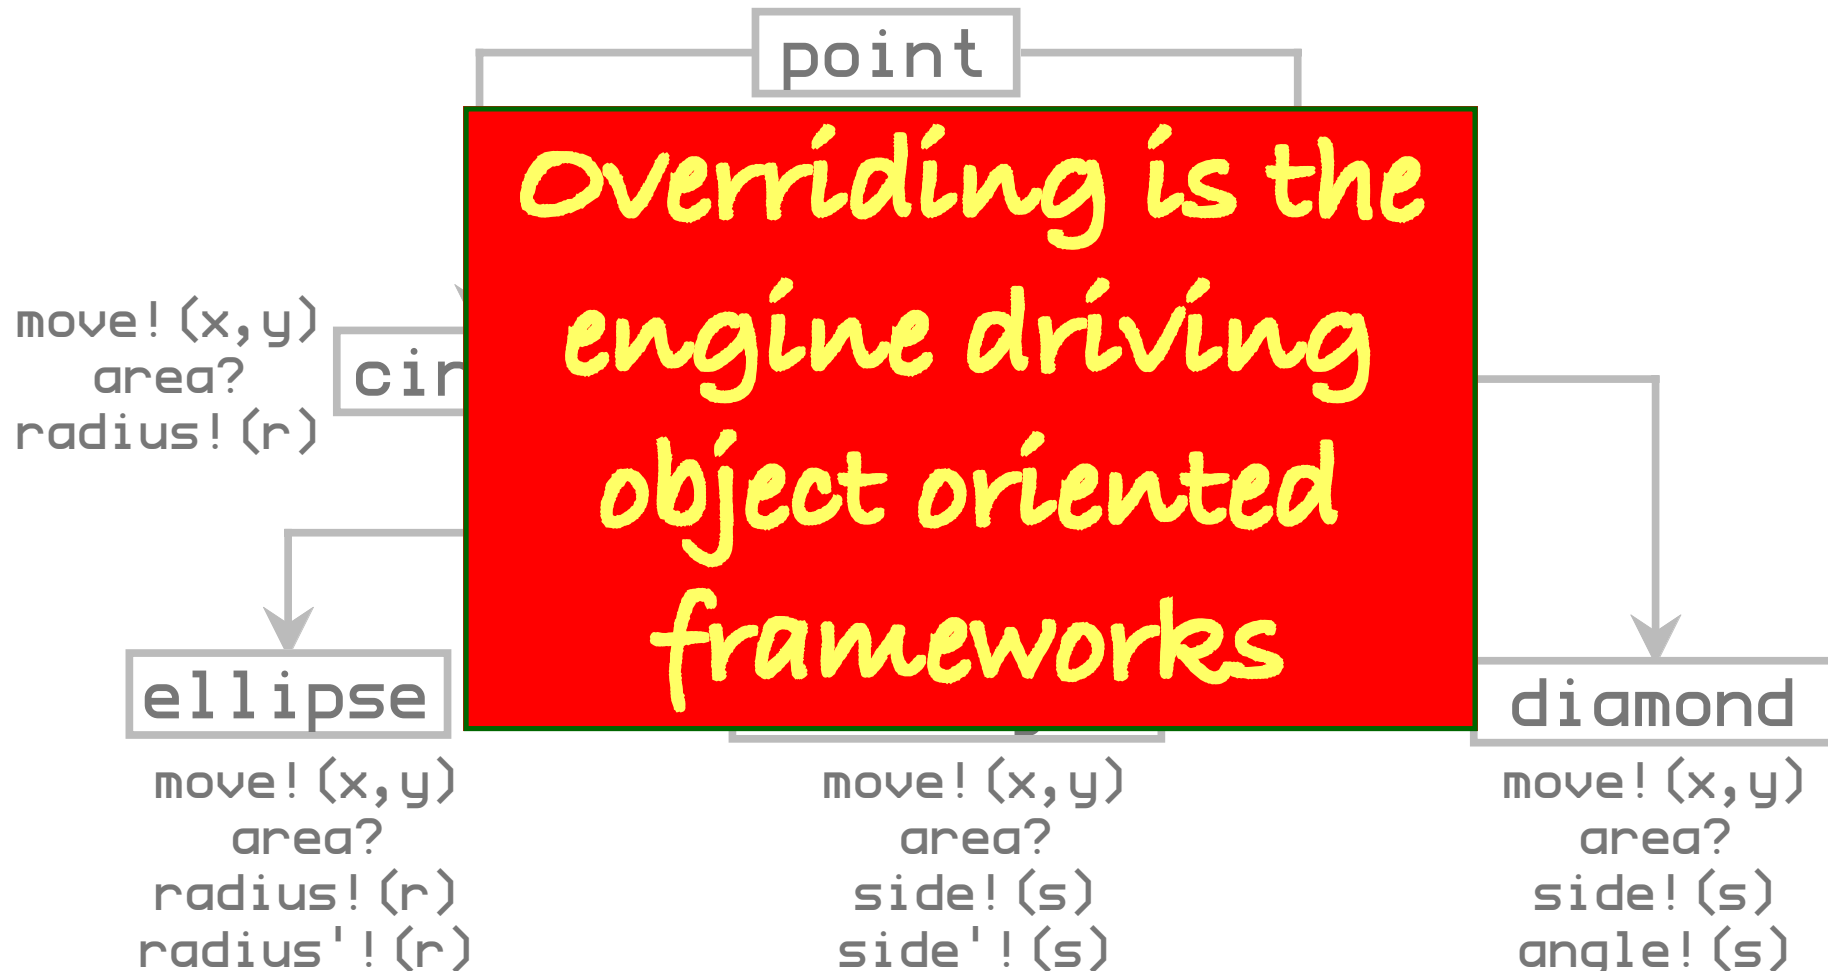 point
Overriding is the
engine driving
object oriented
frameworks
move!(x,y)
area?
radius!(r)
cir
ellipse
move!(x,y)
area?
radius!(r)
radius'!(r)
move!(x,y)
area?
side!(s)
side'!(s)
diamond
move!(x,y)
area?
side!(s)
angle!(s)